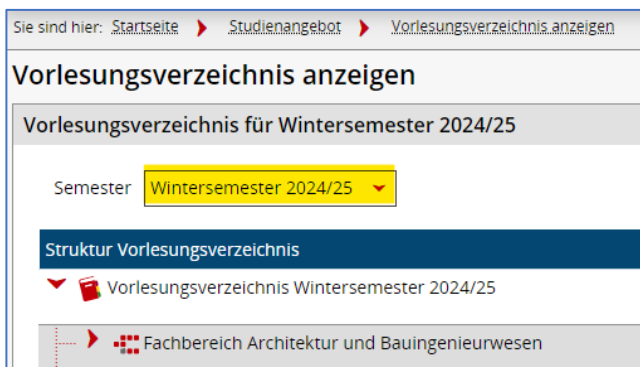 Sie sind hier: Startseite Studienangebot Vorlesungsverzeichnis anzeigen
Vorlesungsverzeichnis anzeigen
Vorlesungsverzeichnis für Wintersemester 2024/25
Semester Wintersemester 2024/25
Struktur Vorlesungsverzeichnis
Vorlesungsverzeichnis Wintersemester 2024/25
Fachbereich Architektur und Bauingenieurwesen